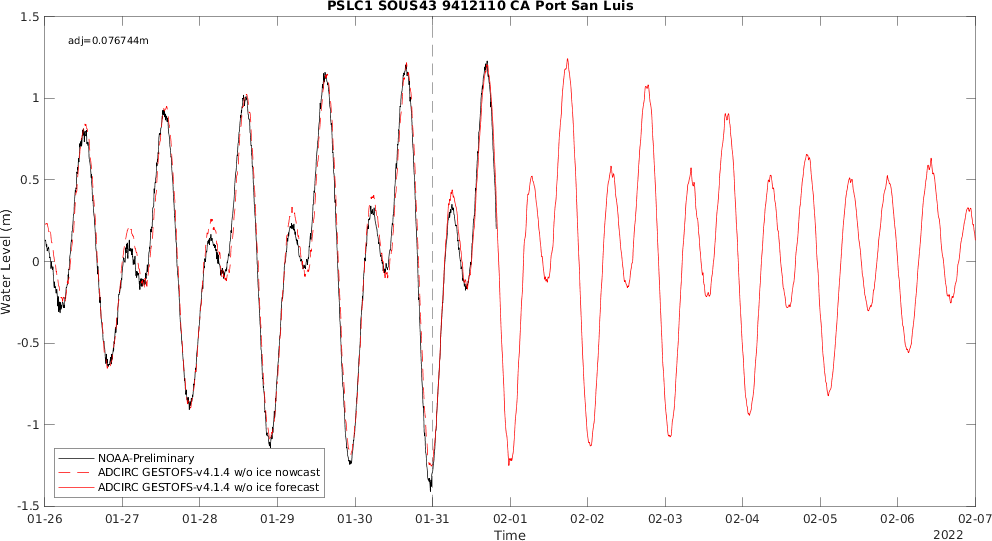 PSLC1 SOUS43 9412110 CA Port San Luis
adj=0.076744m
1.5
1
0.5
0
-0.5
-1
-1.5
Water Level (m)
NOAA-Preliminary
ADCIRC GESTOFS-v4.1.4 w/o ice nowcast
ADCIRC GESTOFS-v4.1.4 w/o ice forecast
01-26 01-27 01-28 01-29 01-30 01-31 02-01 02-02 02-03 02-04 02-05 02-06 02-07
Time
2022